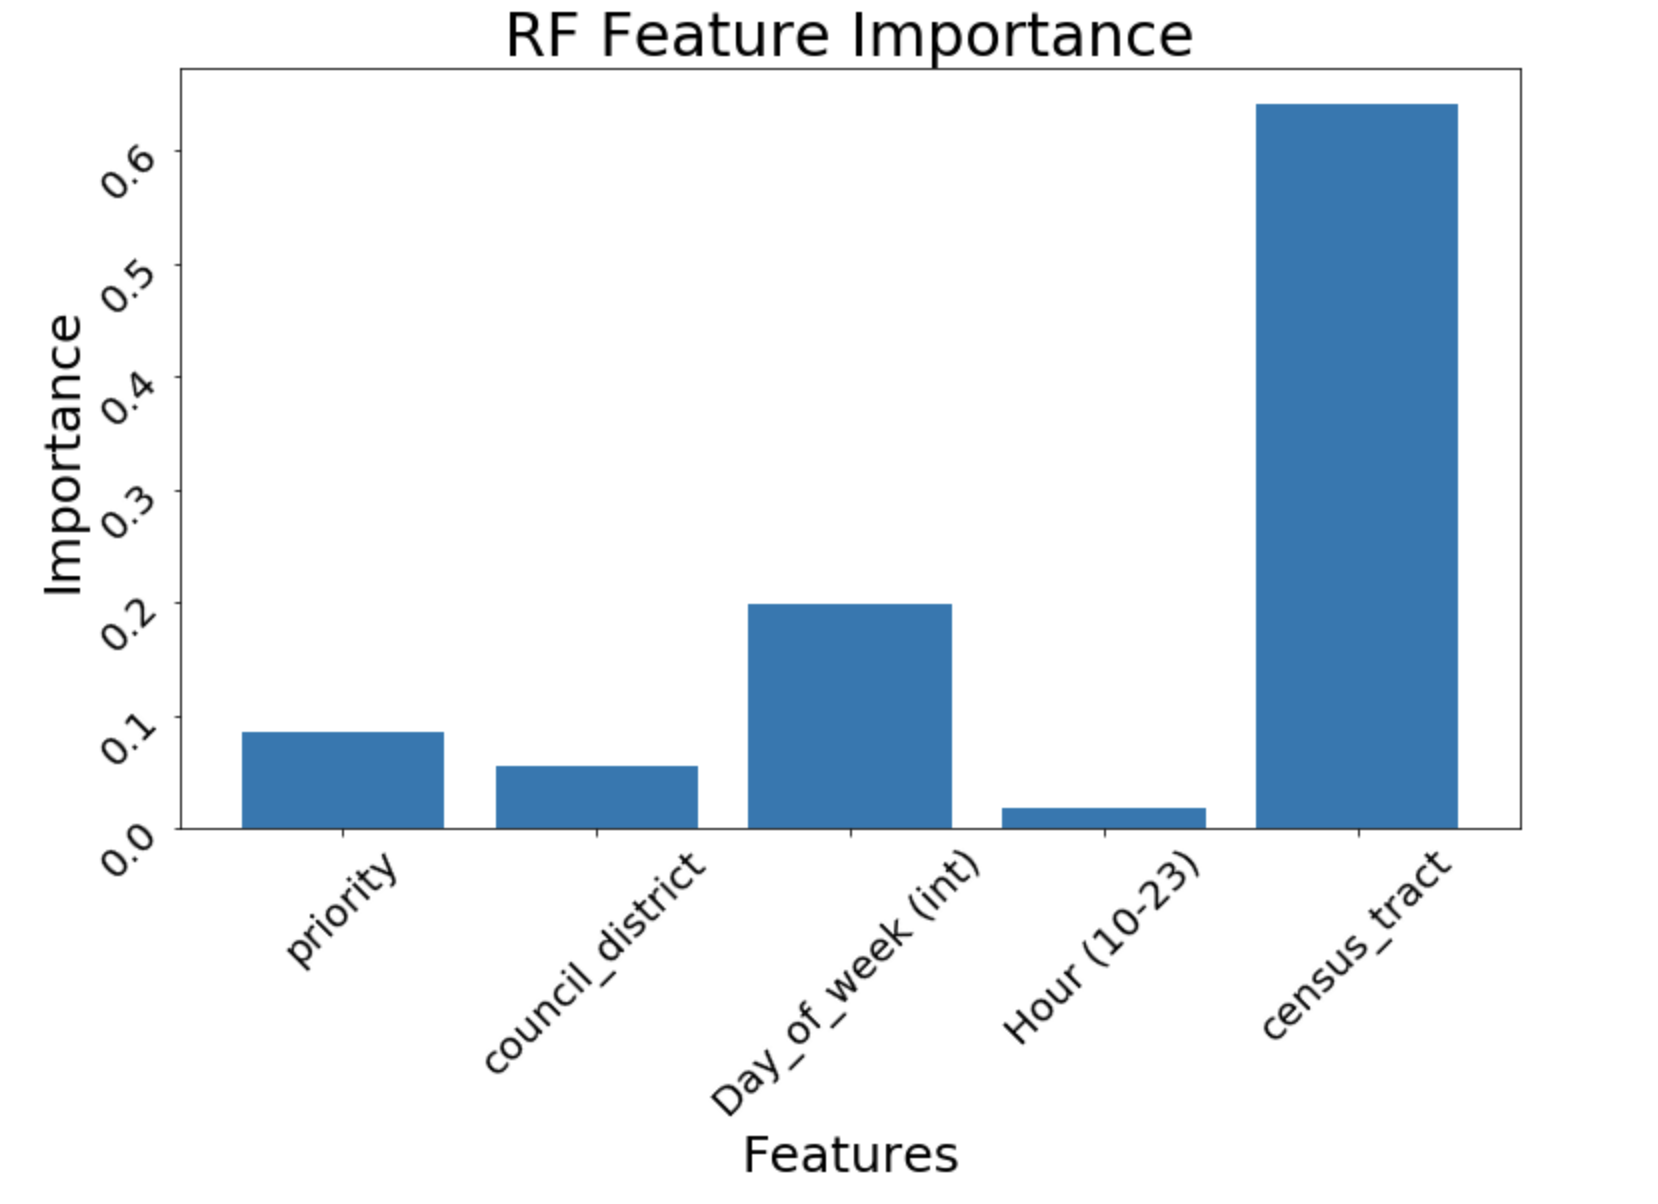 RF Feature Importance
Importance
0.6
0.5
0.4
0.3
0.2
0.1
0.0
priority
council_district
Day_of_week (int)
Hour (10-23)
census_tract
Features